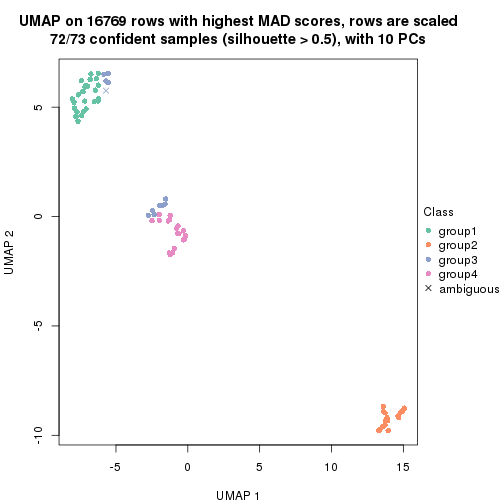 UMAP on 16769 rows with highest MAD scores, rows are scaled
72/73 confident samples (silhouette > 0.5), with 10 PCs
5
0
-5
-10
UMAP 2
-5
0
5
10
15
UMAP 1
Class
group1
group2
group3
group4
ambiguous